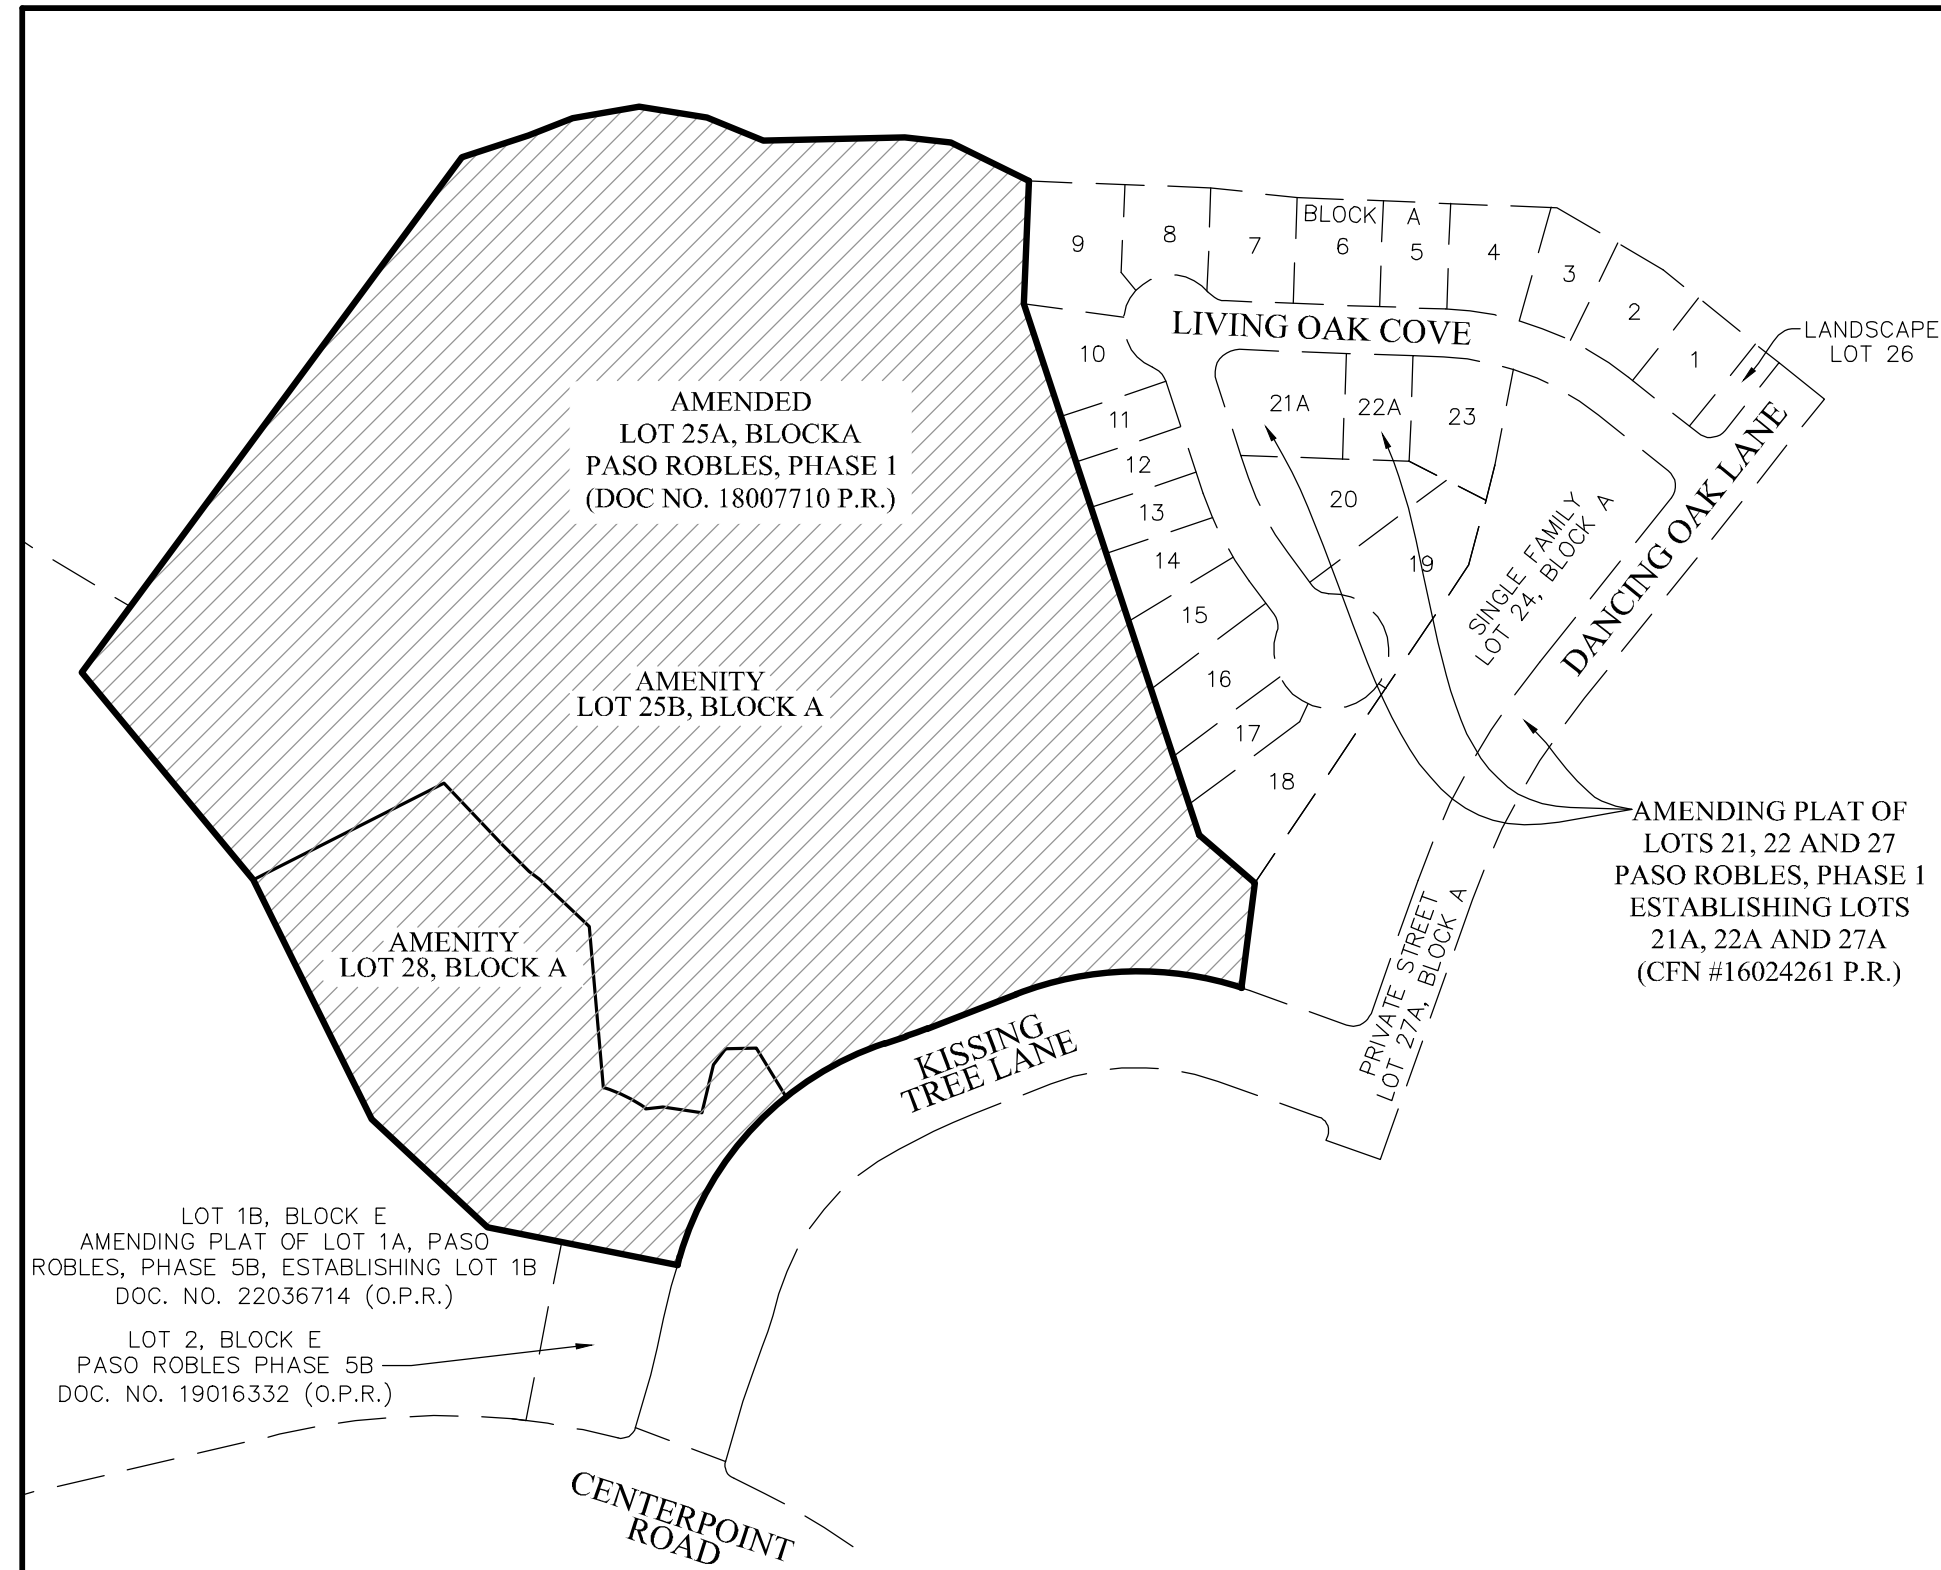 BLOCK A
9
8
7
6
5
4
3
2
1
LANDSCAPE
LOT 26
LIVING OAK COVE
10
11
12
13
14
15
16
17
18
21A
22A
23
20
19
SINGLE FAMILY
LOT 24, BLOCK A
DANCING OAK LANE
AMENDED
LOT 25A, BLOCKA
PASO ROBLES, PHASE 1
(DOC NO. 18007710 P.R.)
AMENITY
LOT 25B, BLOCK A
AMENITY
LOT 28, BLOCK A
AMENDING PLAT OF
LOTS 21, 22 AND 27
PASO ROBLES, PHASE 1
ESTABLISHING LOTS
21A, 22A AND 27A
(CFN #16024261 P.R.)
PRIVATE STREET
LOT 27A, BLOCK A
KISSING
TREE LANE
LOT 1B, BLOCK E
AMENDING PLAT OF LOT 1A, PASO
ROBLES, PHASE 5B, ESTABLISHING LOT 1B
DOC. NO. 22036714 (O.P.R.)
LOT 2, BLOCK E
PASO ROBLES PHASE 5B
DOC. NO. 19016332 (O.P.R.)
CENTERPOINT
ROAD